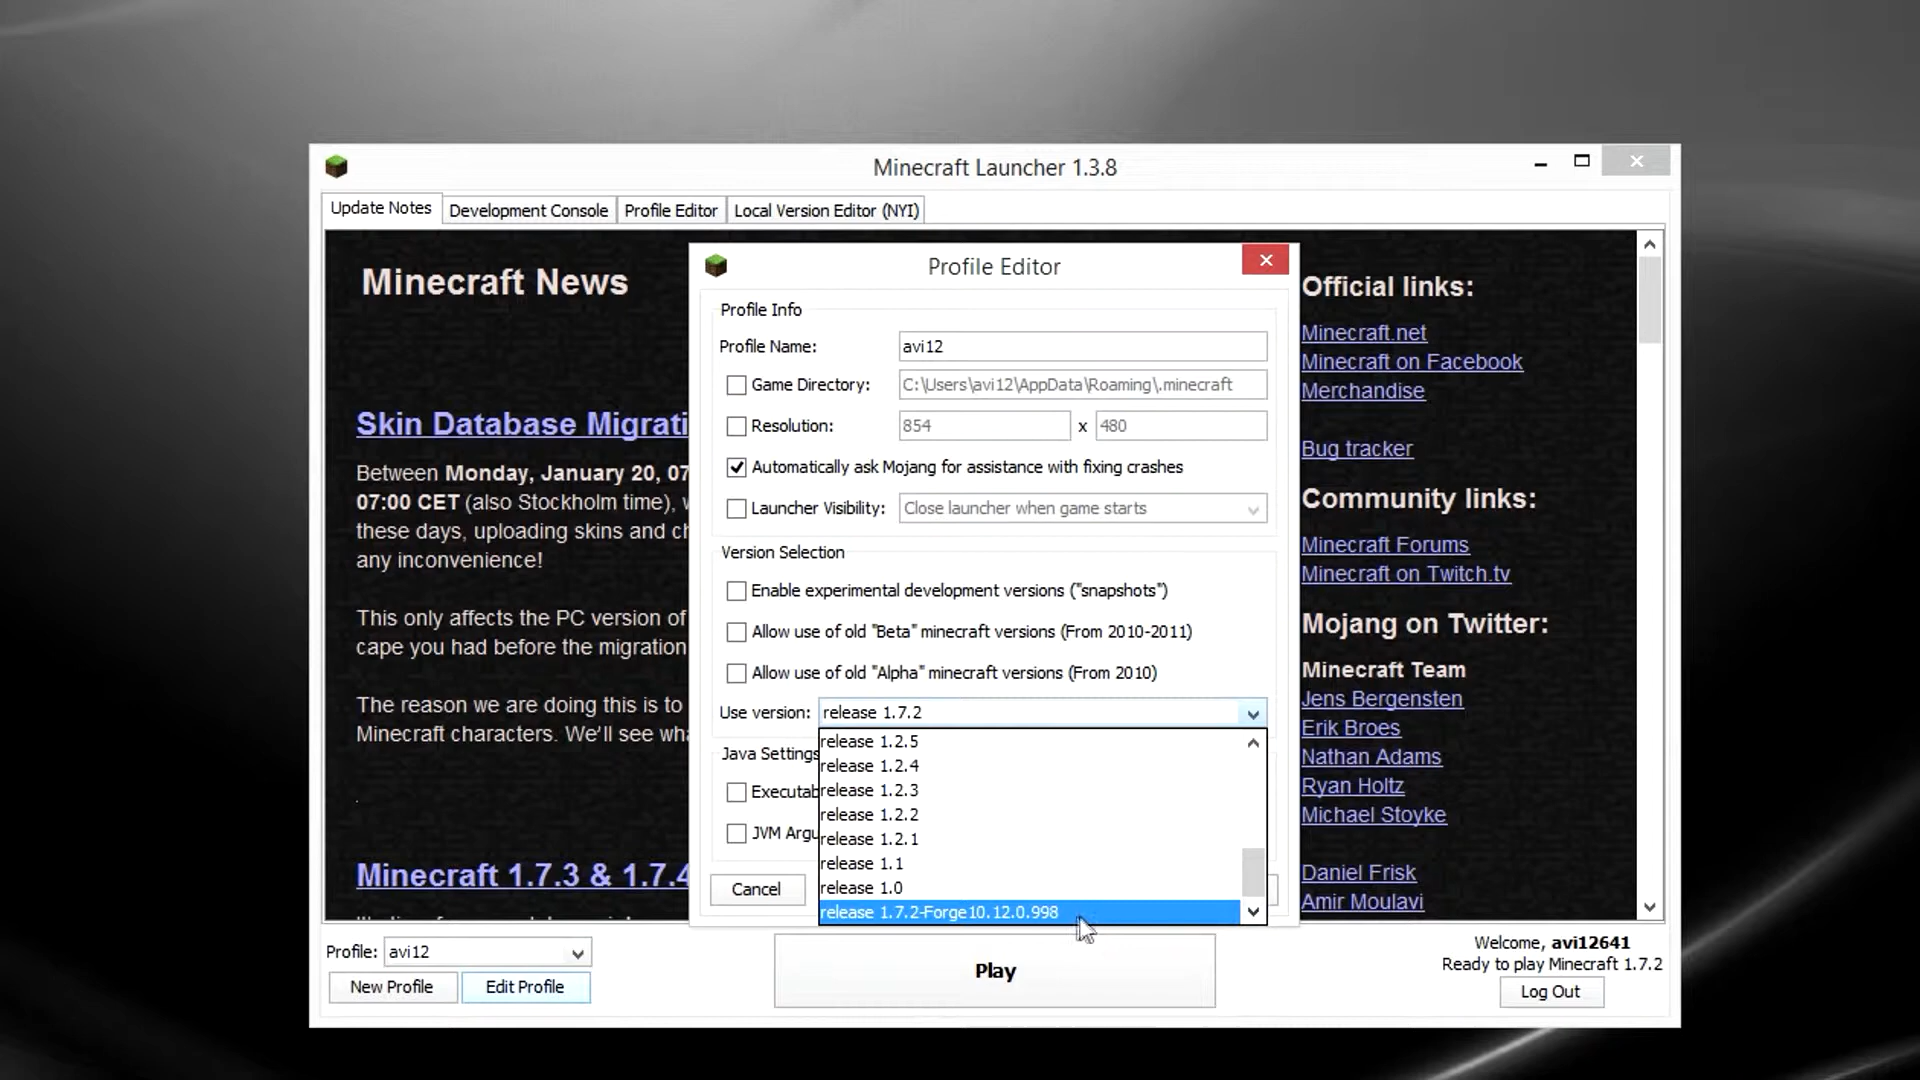 Minecraft Launcher 1.3.8
Update Notes
Development Console
Profile Editor
Local Version Editor (NYI)
Minecraft News
Skin Database Migrati
Between Monday, January 20, 07
07:00 CET (also Stockholm time), w
these days, uploading skins and ch
any inconvenience!
This only affects the PC version of
cape you had before the migration
The reason we are doing this is to
Minecraft characters. We'll see wha
Minecraft 1.7.3 & 1.7.4
Profile Editor
Profile Info
Profile Name:
avi12
Game Directory:
C:\Users\avi12\AppData\Roaming\.minecraft
Resolution:
854
x
480
Automatically ask Mojang for assistance with fixing crashes
Launcher Visibility:
Close launcher when game starts
Version Selection
Enable experimental development versions ("snapshots")
Allow use of old "Beta" minecraft versions (From 2010-2011)
Allow use of old "Alpha" minecraft versions (From 2010)
Use version:
release 1.7.2
release 1.2.5
release 1.2.4
release 1.2.3
release 1.2.2
release 1.2.1
release 1.1
release 1.0
release 1.7.2-Forge10.12.0.998
Java Settings
Executab
JVM Argu
Cancel
Official links:
Minecraft.net
Minecraft on Facebook
Merchandise
Bug tracker
Community links:
Minecraft Forums
Minecraft on Twitch.tv
Mojang on Twitter:
Minecraft Team
Jens Bergensten
Erik Broes
Nathan Adams
Ryan Holtz
Michael Stoyke
Daniel Frisk
Amir Moulavi
Profile:
avi12
New Profile
Edit Profile
Play
Welcome, avi12641
Ready to play Minecraft 1.7.2
Log Out